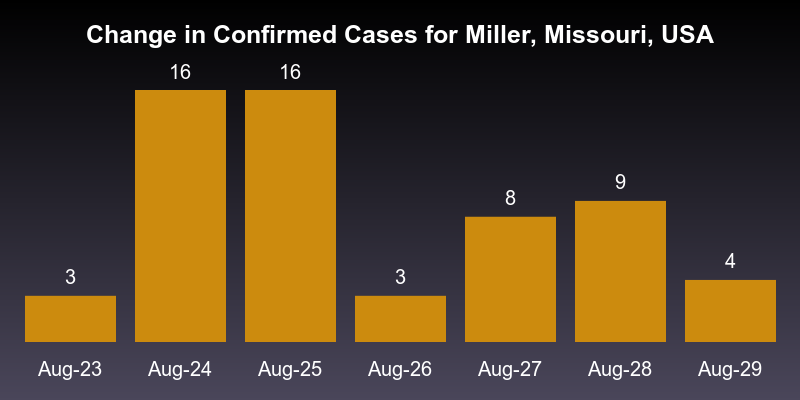 Change in Confirmed Cases for Miller, Missouri, USA
16 16
9
8
4
3 3
Aug-23 Aug-24 Aug-25 Aug-26 Aug-27 Aug-28 Aug-29